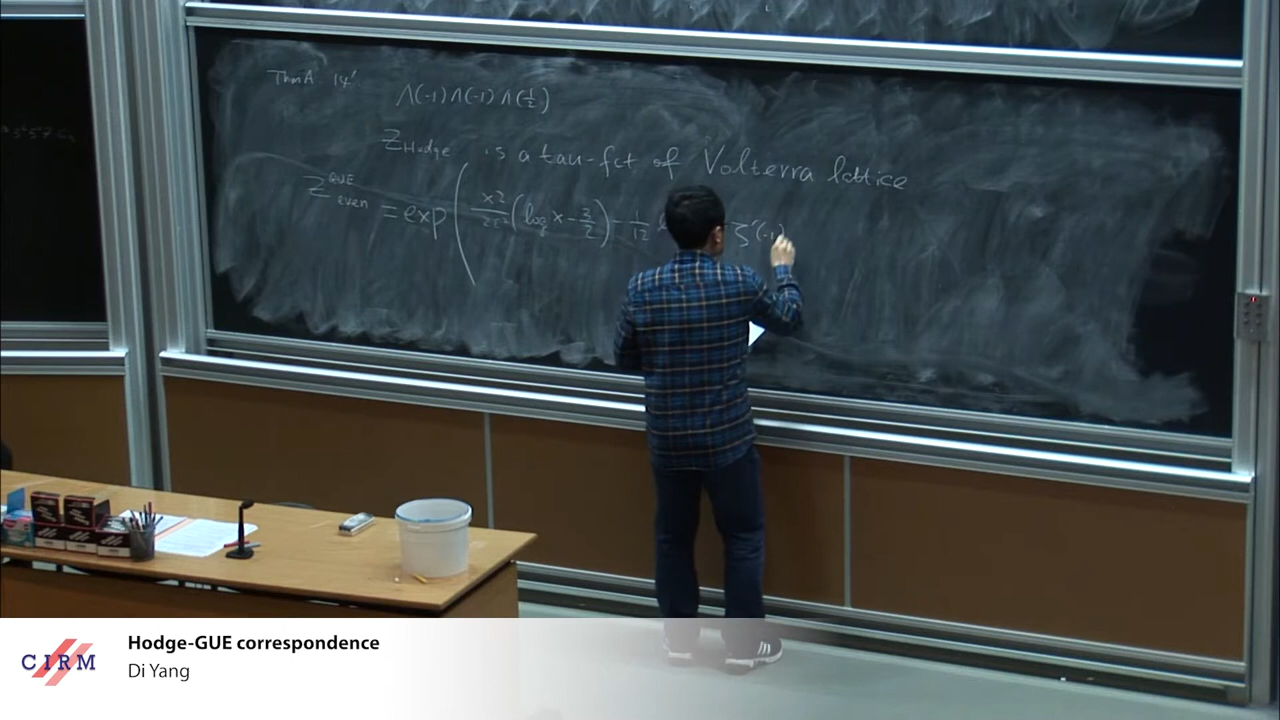 Thm A. 14'.
Λ(-1) Λ(-1) Λ(1/2)
Z_Hodge is a tau-fct of Volterra lattice
Z^GUE_even = exp ( x2/2ε² (log x - 3/2) - 1/12 ζ'(-1)
CIRM
Hodge-GUE correspondence
Di Yang